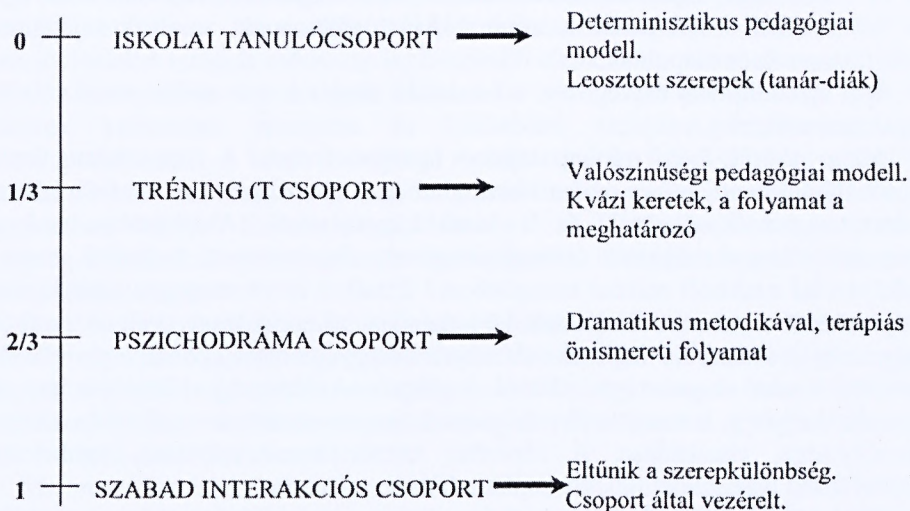 0 ISKOLAI TANULÓCSOPORT Determinisztikus pedagógiai
modell.
Leosztott szerepek (tanár-diák)
1/3 TRÉNING (T CSOPORT) Valószínűségi pedagógiai modell.
Kvázi keretek, a folyamat a
meghatározó
2/3 PSZICHODRÁMA CSOPORT Dramatikus metodikával, terápiás
önismereti folyamat
1 SZABAD INTERAKCIÓS CSOPORT Eltűnik a szerepkülönbség.
Csoport által vezérelt.